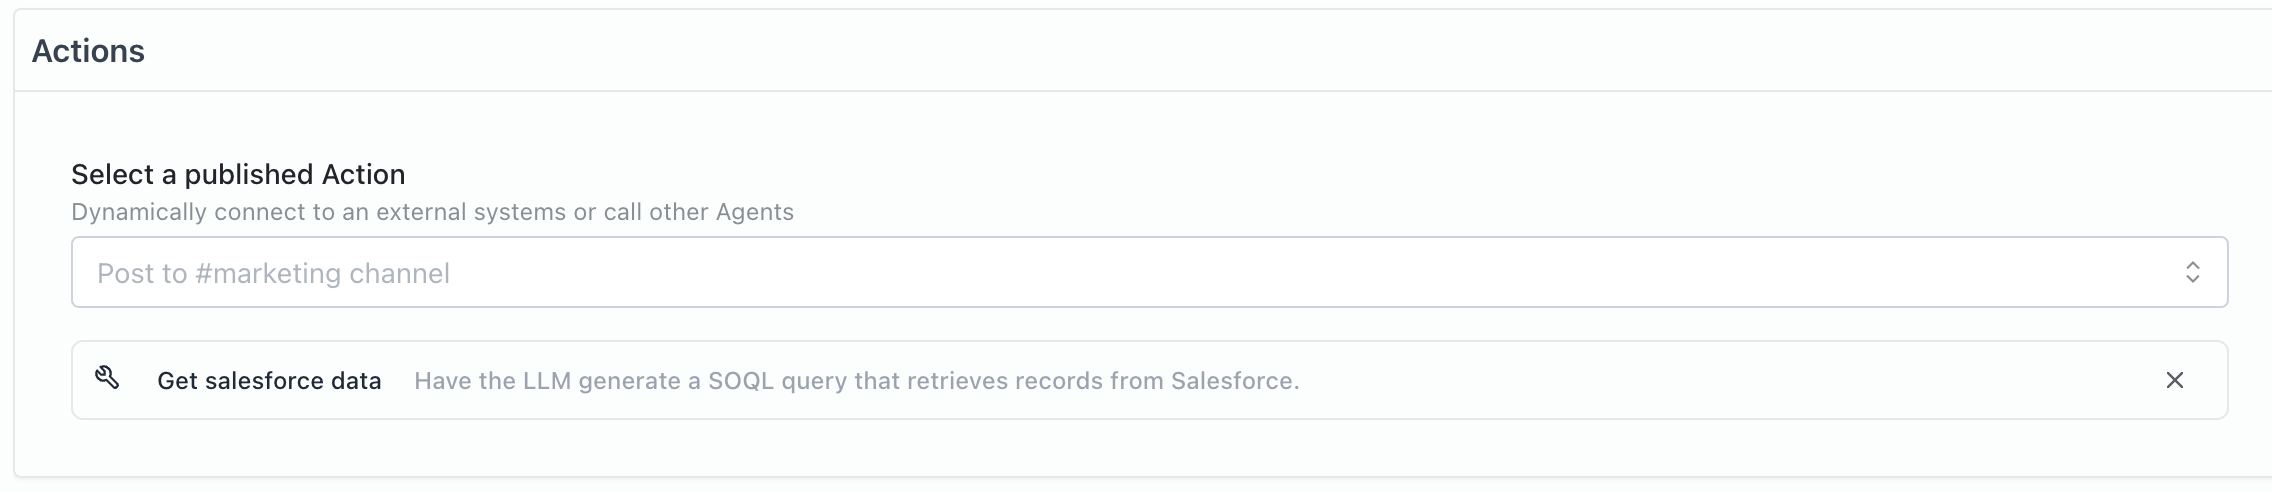 Actions
Select a published Action
Dynamically connect to an external systems or call other Agents
Post to #marketing channel
Get salesforce data Have the LLM generate a SOQL query that retrieves records from Salesforce.